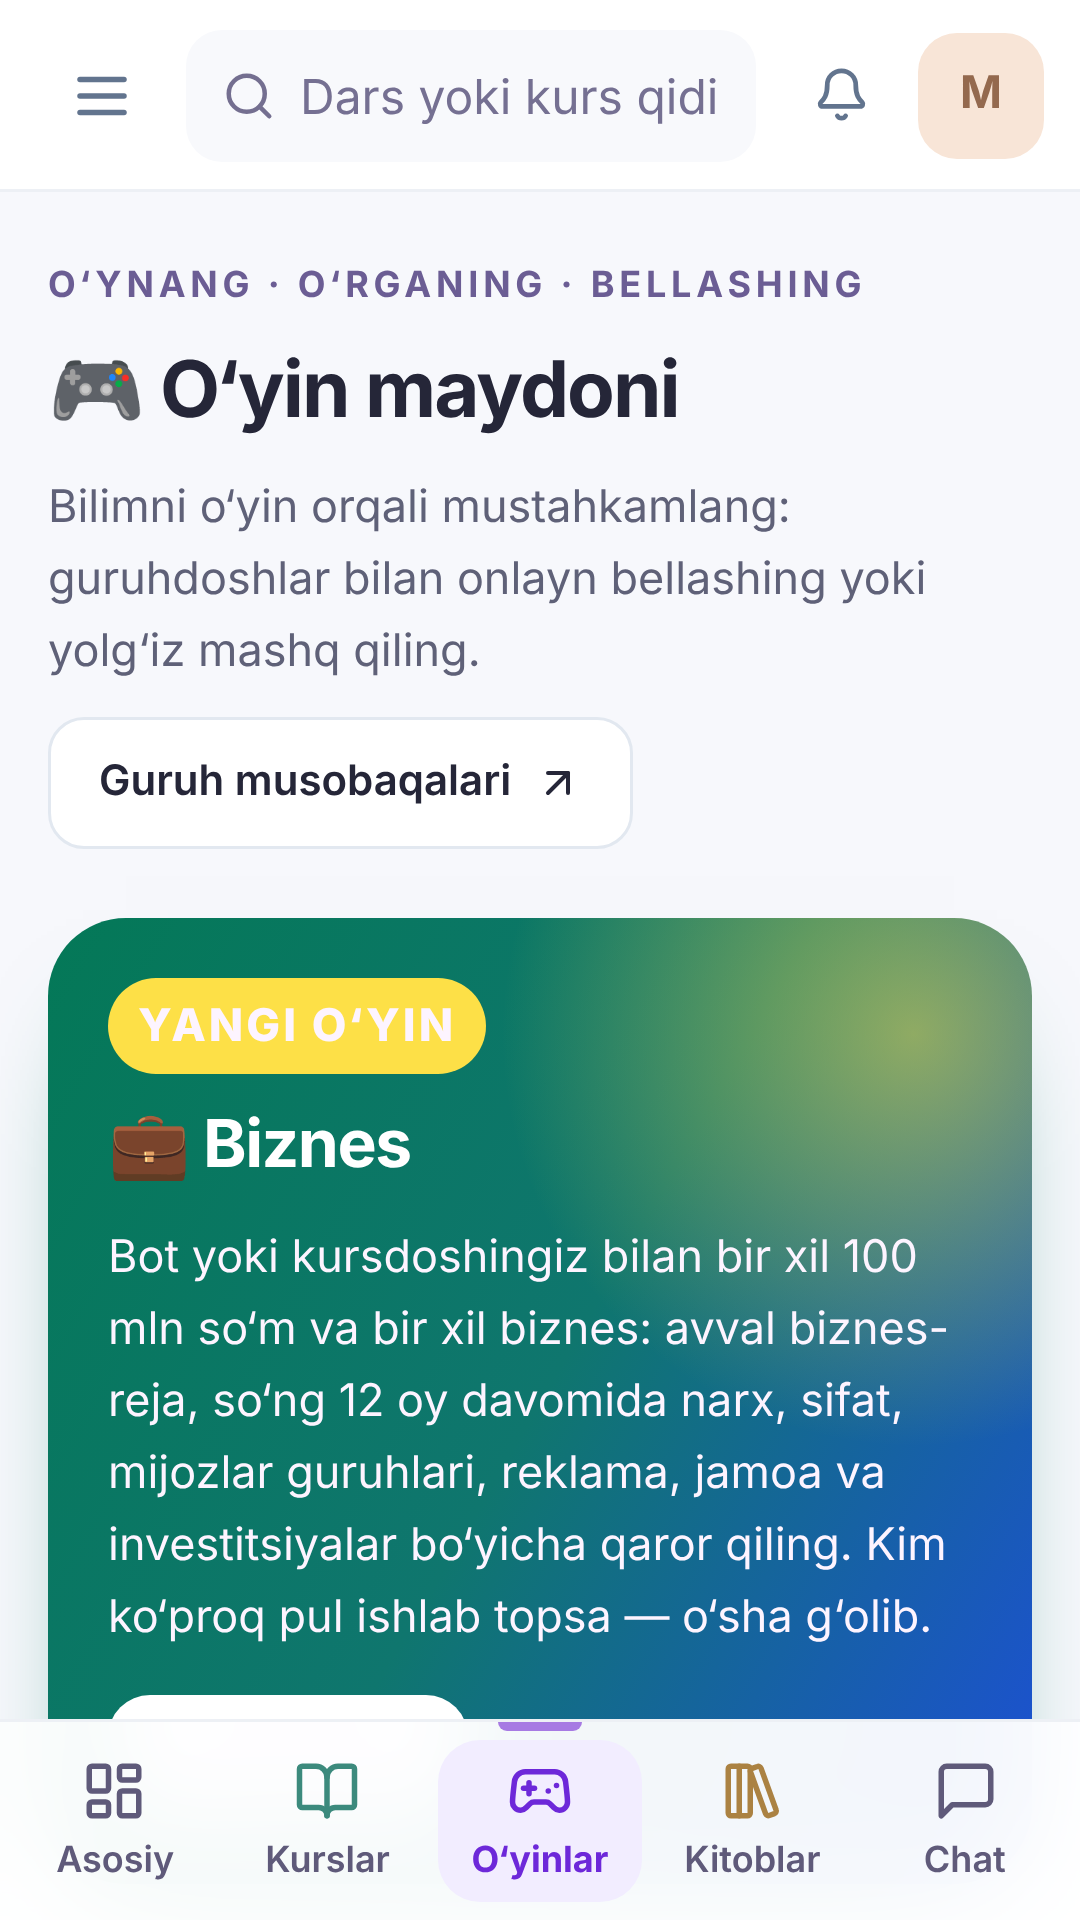 Dars yoki kurs qidi
M
O‘YNANG · O‘RGANING · BELLASHING
🎮 O‘yin maydoni
Bilimni o‘yin orqali mustahkamlang:
guruhdoshlar bilan onlayn bellashing yoki
yolg‘iz mashq qiling.
Guruh musobaqalari
YANGI O‘YIN
💼 Biznes
Bot yoki kursdoshingiz bilan bir xil 100
mln so‘m va bir xil biznes: avval biznes-
reja, so‘ng 12 oy davomida narx, sifat,
mijozlar guruhlari, reklama, jamoa va
investitsiyalar bo‘yicha qaror qiling. Kim
ko‘proq pul ishlab topsa — o‘sha g‘olib.
Asosiy
Kurslar
O‘yinlar
Kitoblar
Chat